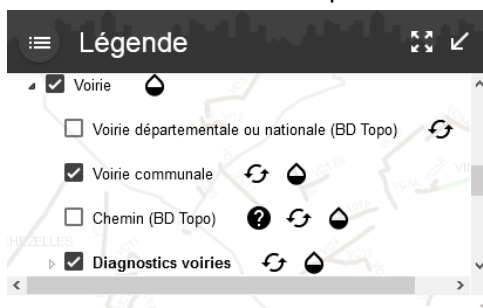 Légende
Voirie
Voirie départementale ou nationale (BD Topo)
Voirie communale
Chemin (BD Topo)
Diagnostics voiries